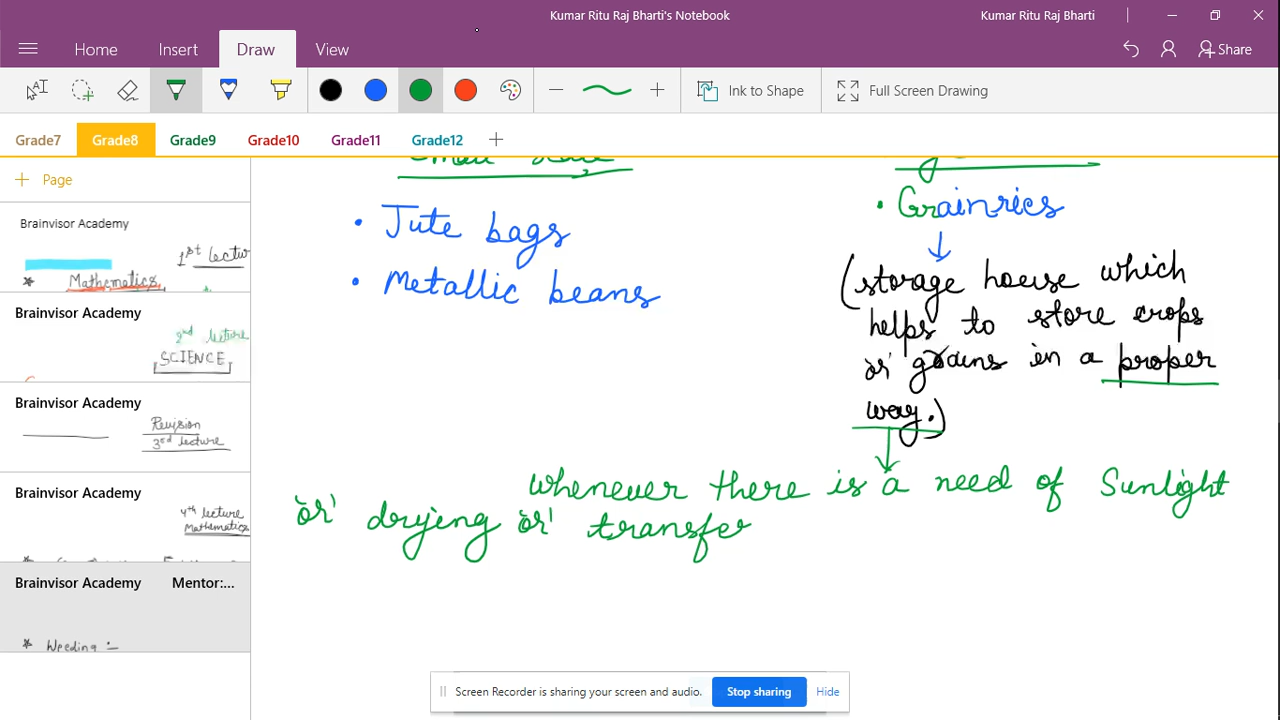 Kumar Ritu Raj Bharti's Notebook
Kumar Ritu Raj Bharti
Home Insert Draw View
Share
Ink to Shape
Full Screen Drawing
Grade7 Grade8 Grade9 Grade10 Grade11 Grade12
Page
Brainvisor Academy
1st lectur
Mathematics
Brainvisor Academy
2nd lecture
SCIENCE
Brainvisor Academy
Revision
3rd lecture
Brainvisor Academy
4th lecture
Mathematics
Brainvisor Academy Mentor:...
Weeding :-
Small scale
• Jute bags
• Metallic beans
• Grainries
(storage house which
helps to store crops
'or' grains in a proper
way.)
whenever there is a need of Sunlight
'or' drying 'or' transfer
Screen Recorder is sharing your screen and audio.
Stop sharing
Hide